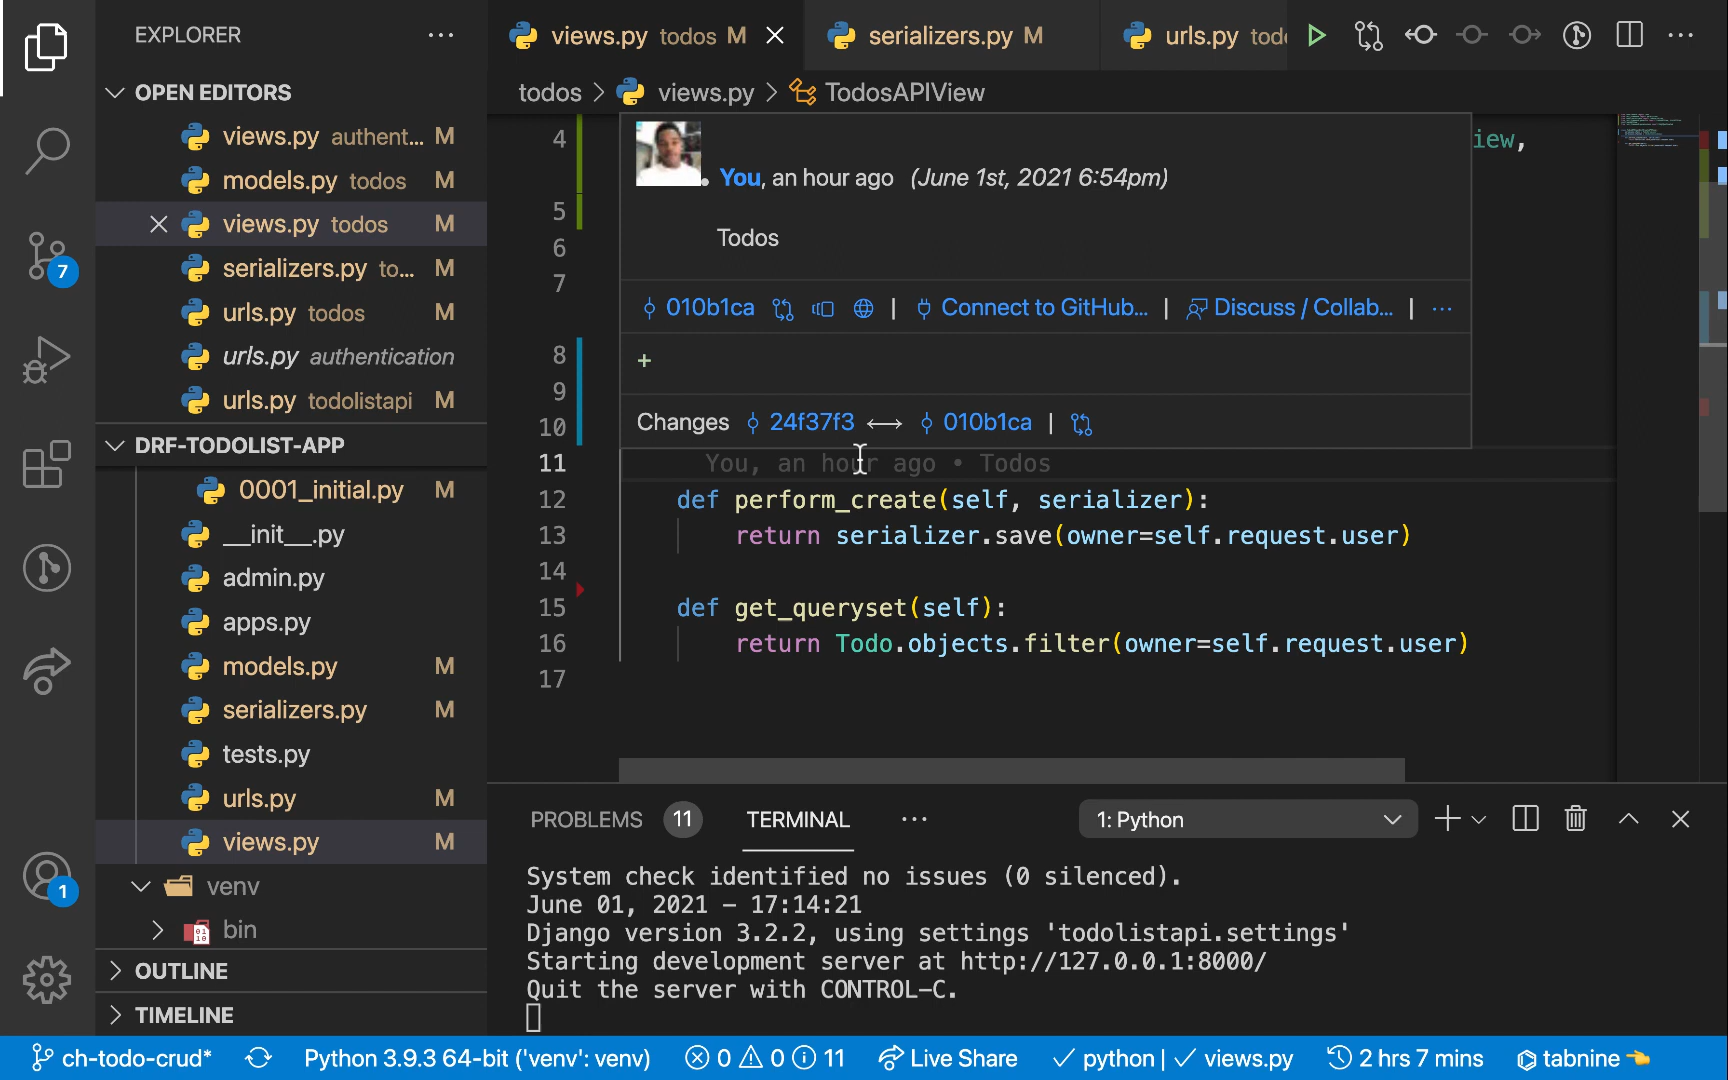 EXPLORER
OPEN EDITORS
views.py authent... M
models.py todos M
views.py todos M
serializers.py to... M
urls.py todos M
urls.py authentication
urls.py todolistapi M
DRF-TODOLIST-APP
0001_initial.py M
__init__.py
admin.py
apps.py
models.py M
serializers.py M
tests.py
urls.py M
views.py M
venv
bin
OUTLINE
TIMELINE
7
1
views.py todos M
serializers.py M
urls.py
todos > views.py > TodosAPIView
4 iew,
You, an hour ago (June 1st, 2021 6:54pm)
5
Todos
6
7
010b1ca | Connect to GitHub... | Discuss / Collab... | ...
8 +
9
10 Changes 24f37f3 ⟷ 010b1ca |
11 You, an hour ago • Todos
12 def perform_create(self, serializer):
13 return serializer.save(owner=self.request.user)
14
15 def get_queryset(self):
16 return Todo.objects.filter(owner=self.request.user)
17
PROBLEMS 11 TERMINAL ... 1: Python
System check identified no issues (0 silenced).
June 01, 2021 - 17:14:21
Django version 3.2.2, using settings 'todolistapi.settings'
Starting development server at http://127.0.0.1:8000/
Quit the server with CONTROL-C.
ch-todo-crud* Python 3.9.3 64-bit ('venv': venv) 0 0 11 Live Share ✓ python | ✓ views.py 2 hrs 7 mins tabnine 👈